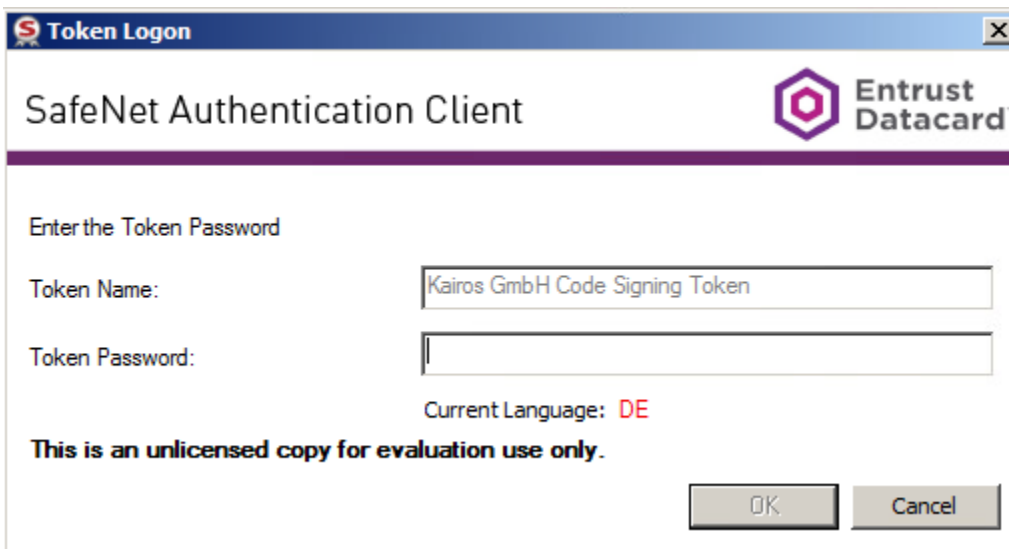 Token Logon
SafeNet Authentication Client
Entrust
Datacard
Enter the Token Password
Token Name:
Kairos GmbH Code Signing Token
Token Password:
Current Language: DE
This is an unlicensed copy for evaluation use only.
OK
Cancel